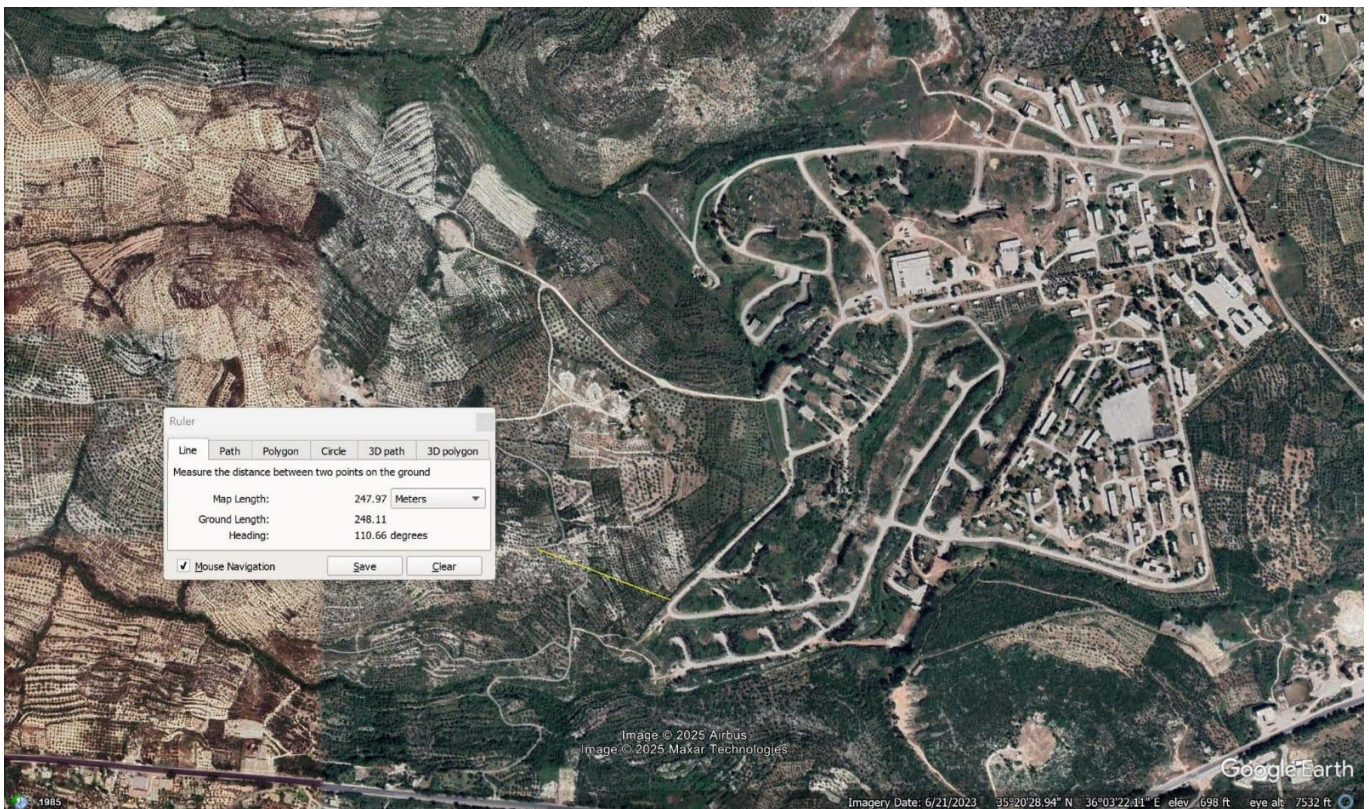 N
Ruler
Line Path Polygon Circle 3D path 3D polygon
Measure the distance between two points on the ground
Map Length: 247.97 Meters
Ground Length: 248.11
Heading: 110.66 degrees
Mouse Navigation Save Clear
Image © 2025 Airbus
Image © 2025 Maxar Technologies
Google Earth
1985
Imagery Date: 6/21/2023 35°20'28.94" N 36°03'22.11" E elev 698 ft eye alt 7532 ft